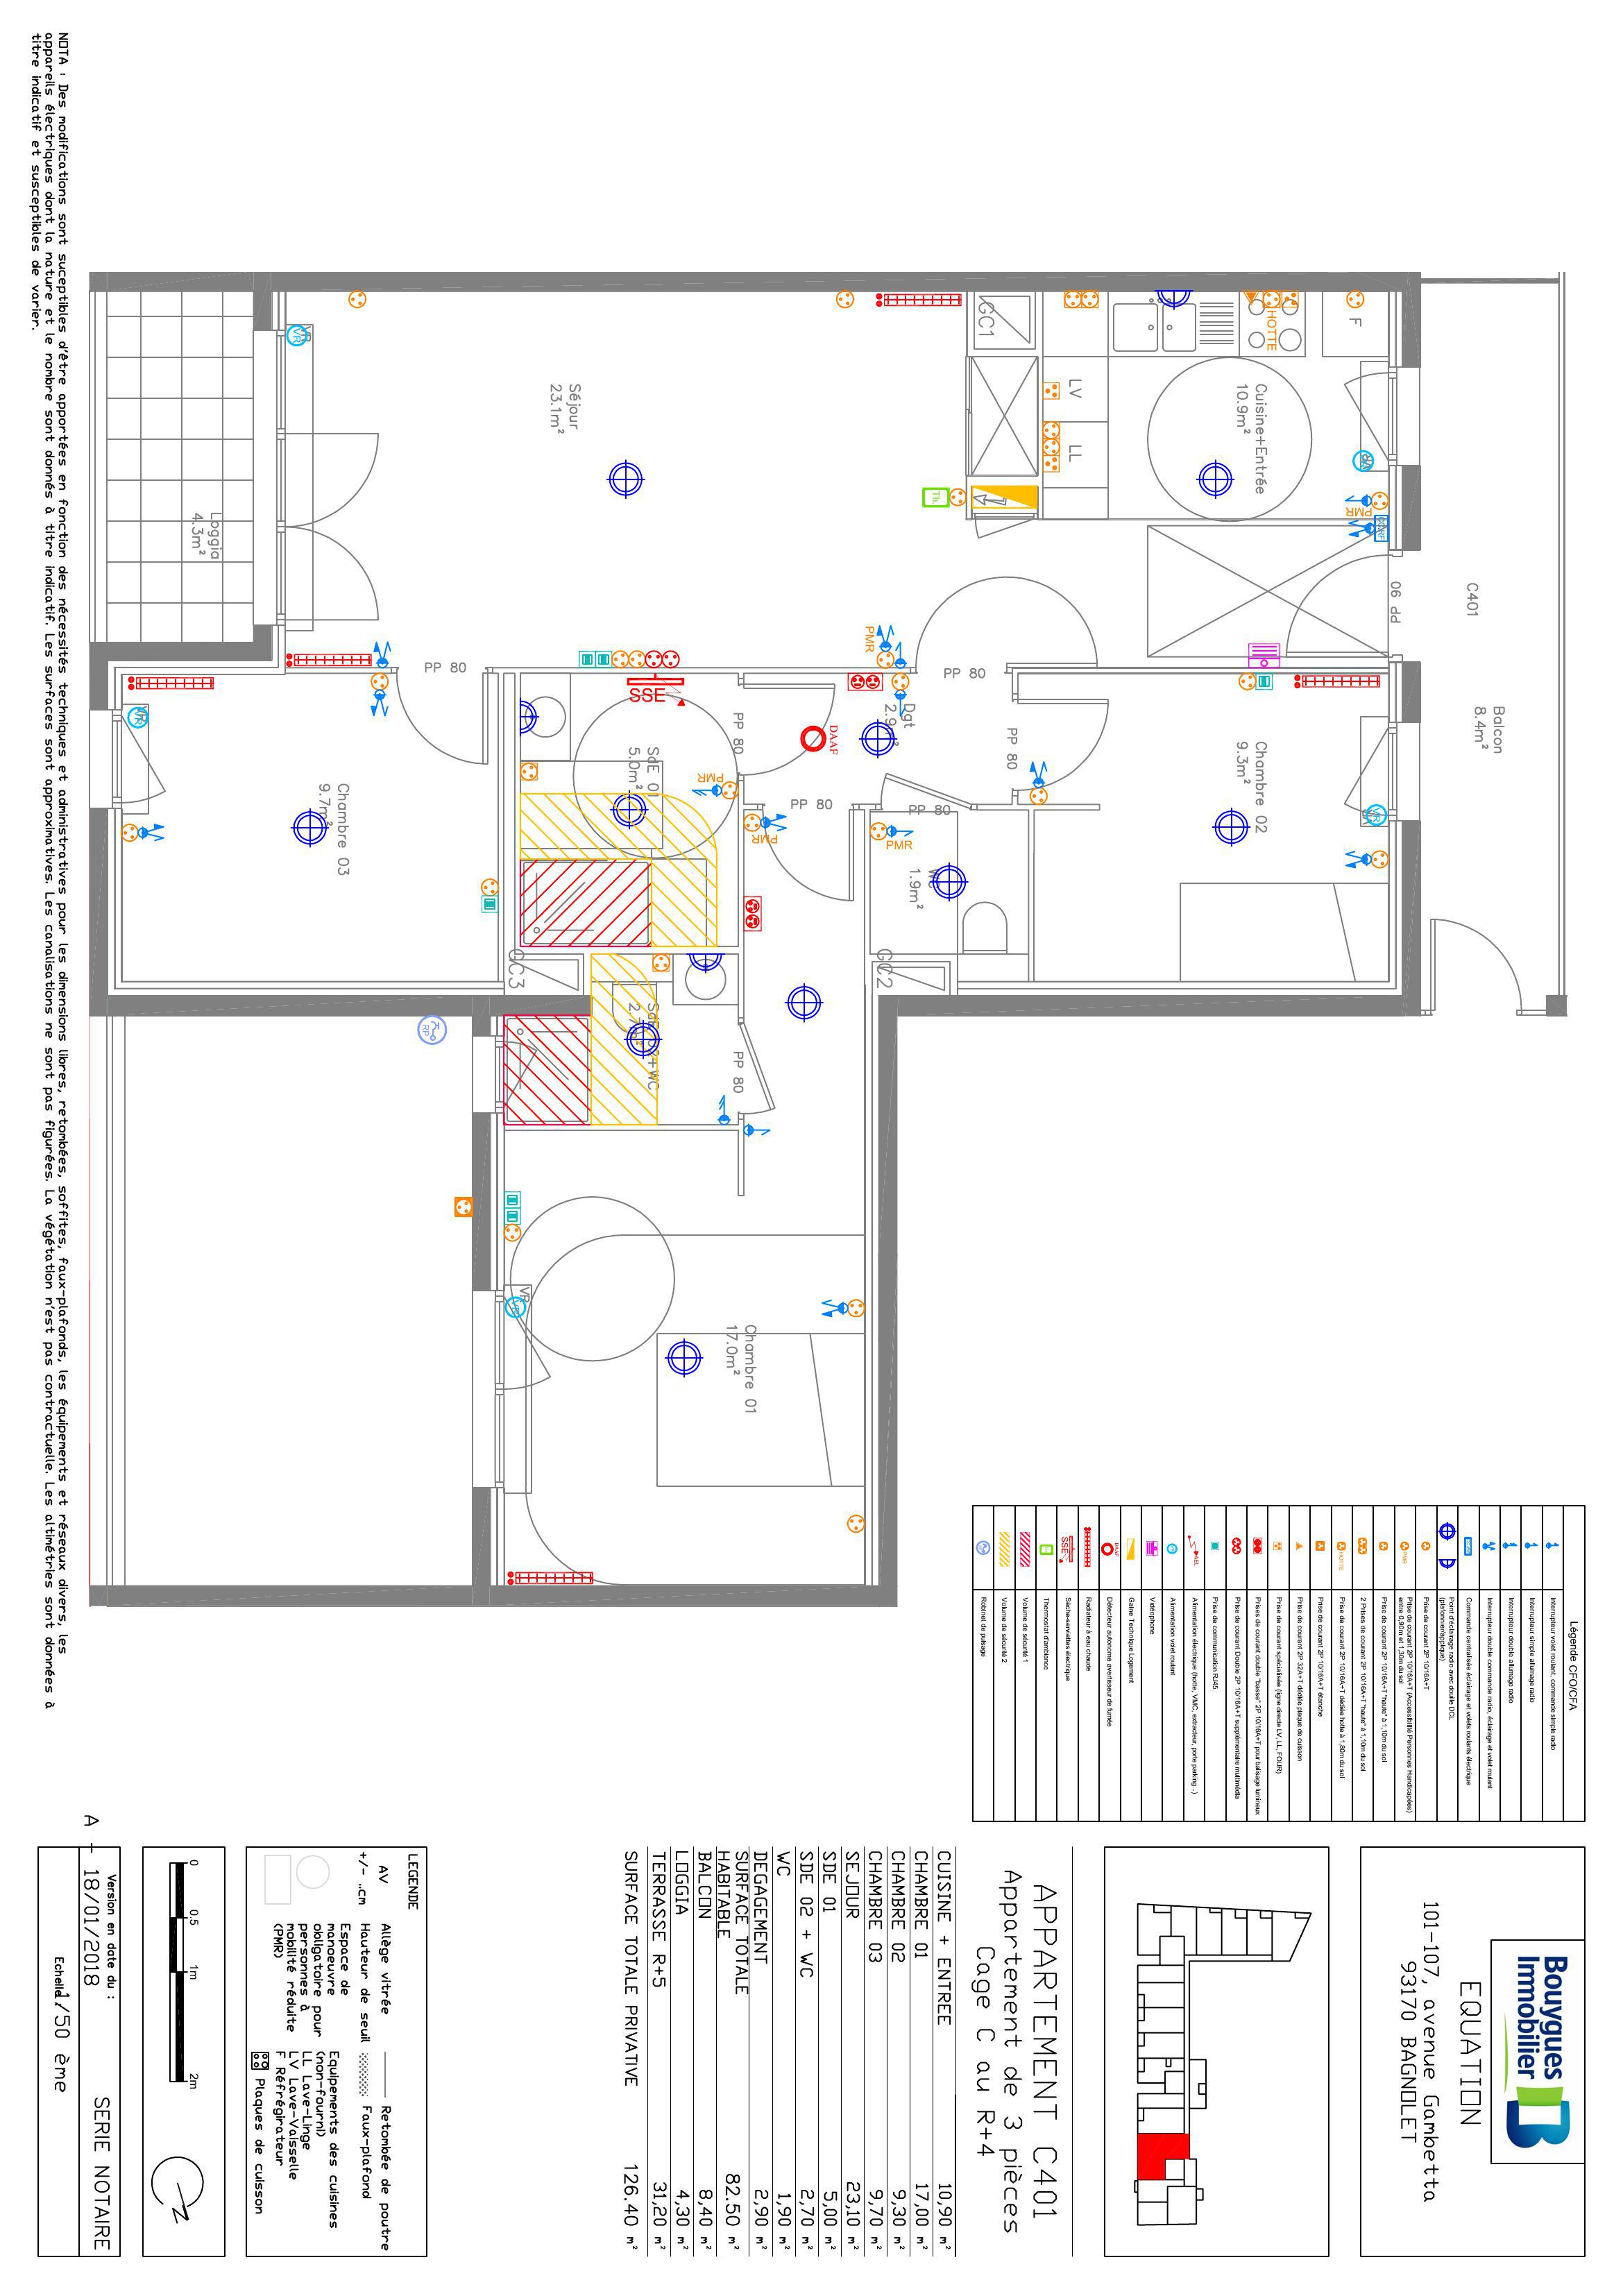 Bouygues
Immobilier
EQUATION
101-107, avenue Gambetta
93170 BAGNOLET
APPARTEMENT C401
Appartement de 3 pièces
Cage C au R+4
CUISINE + ENTREE 10,90 m²
CHAMBRE 01 17,00 m²
CHAMBRE 02 9,30 m²
CHAMBRE 03 9,70 m²
SEJOUR 23,10 m²
SDE 01 5,00 m²
SDE 02 + WC 2,70 m²
WC 1,90 m²
DEGAGEMENT 2,90 m²
SURFACE TOTALE
HABITABLE 82.50 m²
BALCON 8,40 m²
LOGGIA 4,30 m²
TERRASSE R+5 31,20 m²
SURFACE TOTALE PRIVATIVE 126.40 m²
LEGENDE
AV Allège vitrée
+/- ..cm Hauteur de seuil
Espace de
manoeuvre
obligatoire pour
personnes à
mobilité réduite
(PMR)
Retombée de poutre
Faux-plafond
Equipements des cuisines
(non-fourni)
LL Lave-Linge
LV Lave-Vaisselle
F Réfrigérateur
Plaques de cuisson
0 0.5 1m 2m
N
A -
Version en date du :
18/01/2018
SERIE NOTAIRE
Echelle 1/50 ème
Légende CFO/CFA
Interrupteur volet roulant, commande simple radio
Interrupteur simple allumage radio
Interrupteur double allumage radio
Interrupteur double commande radio, éclairage et volet roulant
Commande centralisée éclairage et volets roulants électrique
Point d'éclairage radio avec douille DCL
(plafonnier/applique)
Prise de courant 2P 10/16A+T
PMR
Prise de courant 2P 10/16A+T (Accessibilité Personnes Handicapées)
entre 0,90m et 1,30m du sol
Prise de courant 2P 10/16A+T "haute" à 1,10m du sol
2 Prises de courant 2P 10/16A+T "haute" à 1,10m du sol
HOTTE
Prise de courant 2P 10/16A+T dédiée hotte à 1,80m du sol
Prise de courant 2P 10/16A+T étanche
Prise de courant 2P 32A+T dédiée plaque de cuisson
Prise de courant spécialisée (ligne directe LV, LL, FOUR)
Prises de courant double "basse" 2P 10/16A+T pour balisage lumineux
Prise de courant Double 2P 10/16A+T supplémentaire multimédia
Prise de communication RJ45
AEL
Alimentation électrique (hotte, VMC, extracteur, porte parking...)
Alimentation volet roulant
Vidéophone
Gaine Technique Logement
DAAF
Détecteur autonome avertisseur de fumée
Radiateur à eau chaude
SSE
Sèche-serviettes électrique
Thermostat d'ambiance
Volume de sécurité 1
Volume de sécurité 2
Robinet de puisage
C401
Balcon
8.4m²
PP 90
F
HOTTE
Cuisine+Entrée
10.9m²
VR
PMR
LV
LL
GC1
Th.
Chambre 02
9.3m²
VR
PP 80
PP 80
PP 80
PMR
WC
1.9m²
GC2
Dgt
DAAF
PMR
Séjour
23.1m²
VR
Loggia
4.3m²
PP 80
PP 80
PP 80
PMR
PMR
SSE
SdE 01
5.0m²
Chambre 03
9.7m²
VR
GC3
PP 80
RP
VR
Chambre 01
17.0m²
NOTA : Des modifications sont suceptibles d'être apportées en fonction des nécessités techniques et administratives pour les dimensions libres, retombées, soffites, faux-plafonds, les équipements et réseaux divers, les
appareils électriques dont la nature et le nombre sont donnés à titre indicatif. Les surfaces sont approximatives. Les canalisations ne sont pas figurées. La végétation n'est pas contractuelle. Les altimétries sont données à
titre indicatif et susceptibles de varier.